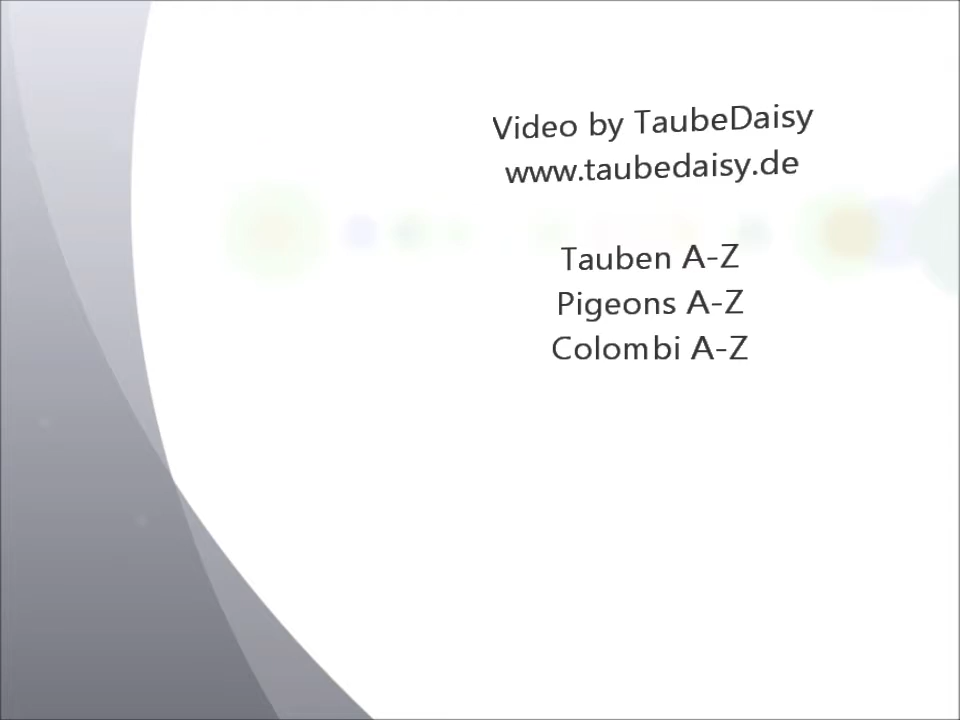 Video by TaubeDaisy
www.taubedaisy.de
Tauben A-Z
Pigeons A-Z
Colombi A-Z